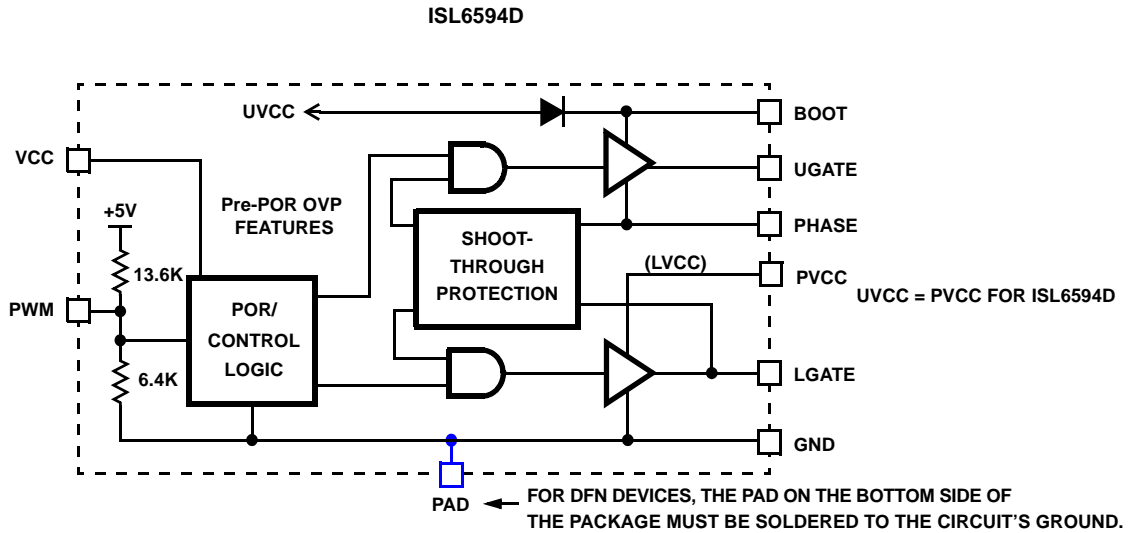 ISL6594D
UVCC
BOOT
VCC
UGATE
+5V
Pre-POR OVP
FEATURES
PHASE
SHOOT-
THROUGH
PROTECTION
(LVCC)
13.6K
PVCC
UVCC = PVCC FOR ISL6594D
PWM
POR/
CONTROL
LOGIC
6.4K
LGATE
GND
PAD
FOR DFN DEVICES, THE PAD ON THE BOTTOM SIDE OF
THE PACKAGE MUST BE SOLDERED TO THE CIRCUIT'S GROUND.